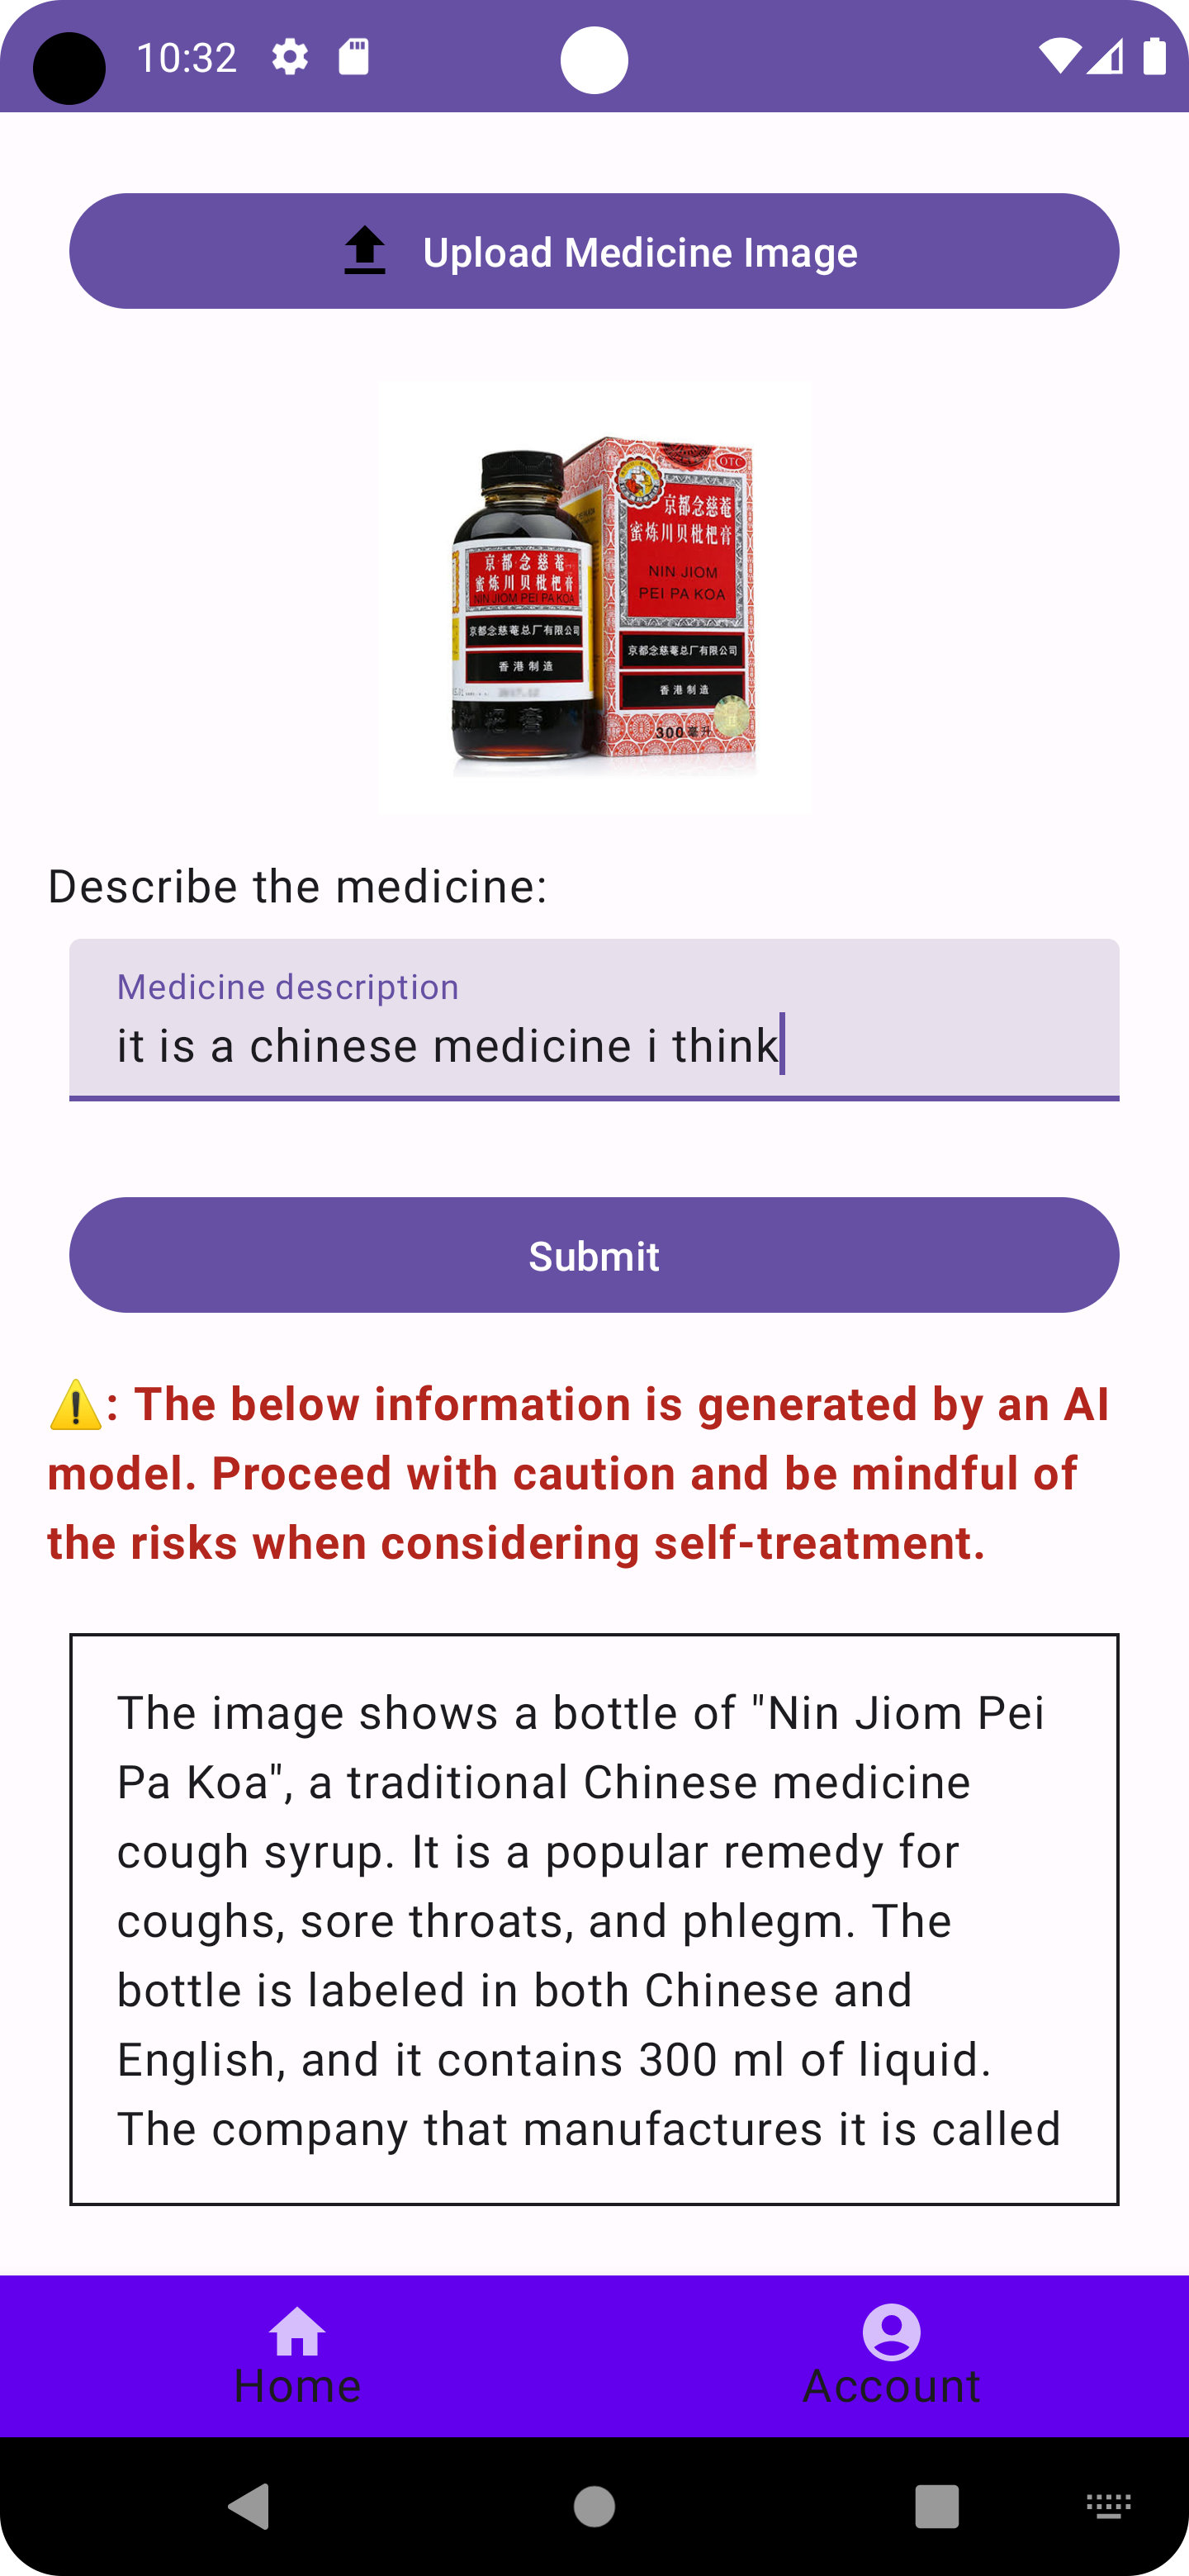 10:32
Upload Medicine Image
OTC
京都念慈菴
蜜炼川贝枇杷膏
NIN JIOM
PEI PA KOA
京都念慈菴总厂有限公司
香港制造
300毫升
京都念慈菴
蜜炼川贝枇杷膏
NIN JIOM PEI PA KOA
京都念慈菴总厂有限公司
香港制造
Describe the medicine:
Medicine description
it is a chinese medicine i think
Submit
⚠️: The below information is generated by an AI
model. Proceed with caution and be mindful of
the risks when considering self-treatment.
The image shows a bottle of "Nin Jiom Pei
Pa Koa", a traditional Chinese medicine
cough syrup. It is a popular remedy for
coughs, sore throats, and phlegm. The
bottle is labeled in both Chinese and
English, and it contains 300 ml of liquid.
The company that manufactures it is called
Home
Account